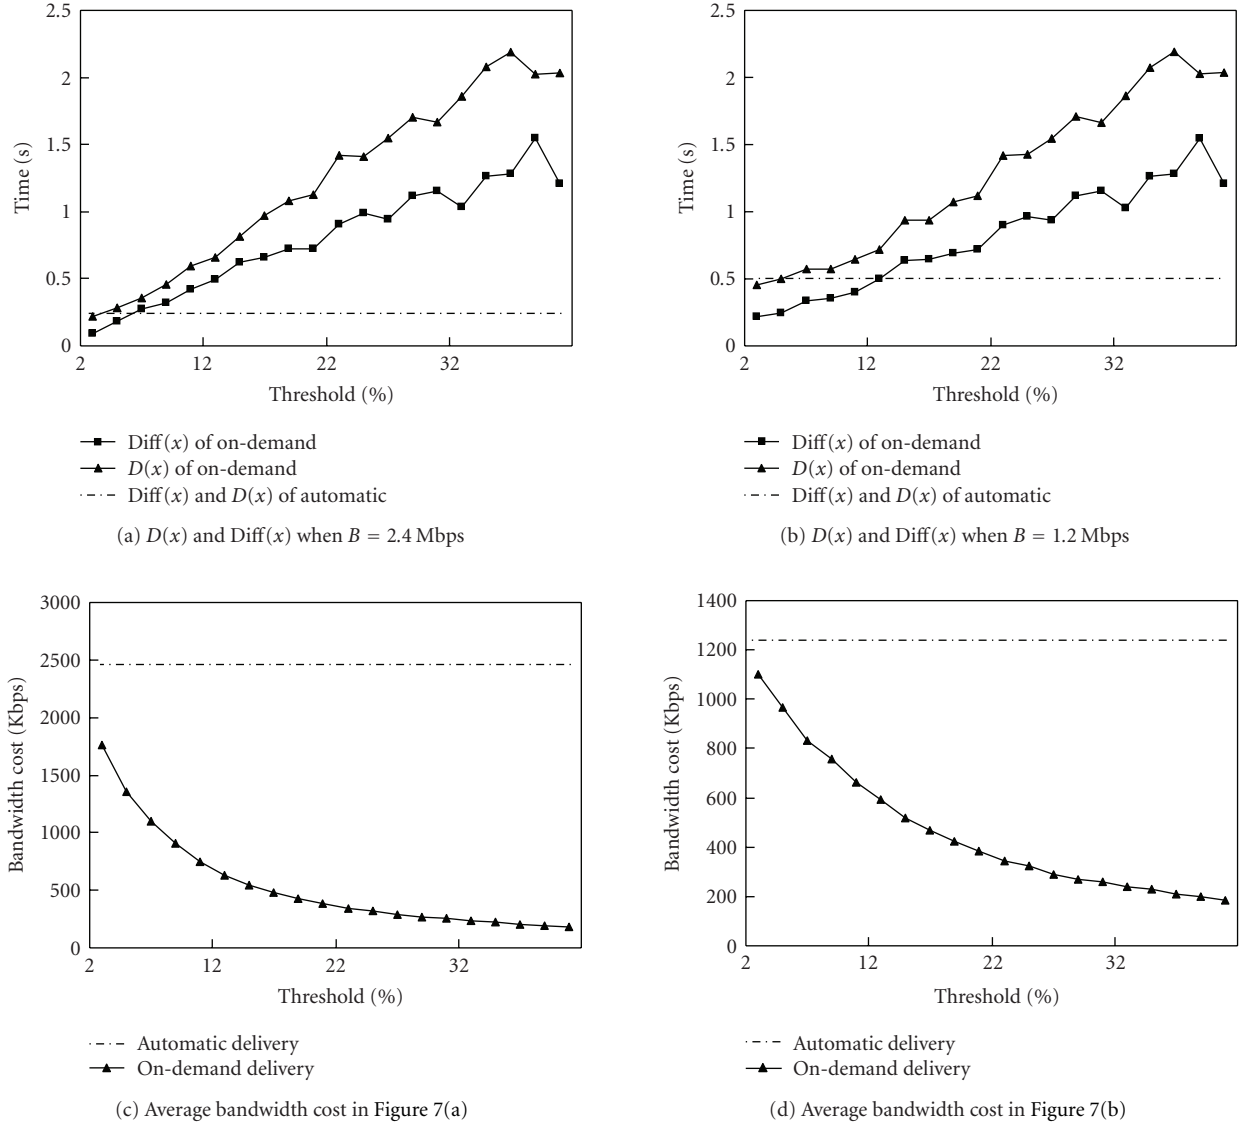 2.5
2
1.5
1
0.5
0
Time (s)
2 12 22 32
Threshold (%)
Diff(x) of on-demand
D(x) of on-demand
Diff(x) and D(x) of automatic
(a) D(x) and Diff(x) when B = 2.4 Mbps
2.5
2
1.5
1
0.5
0
Time (s)
2 12 22 32
Threshold (%)
Diff(x) of on-demand
D(x) of on-demand
Diff(x) and D(x) of automatic
(b) D(x) and Diff(x) when B = 1.2 Mbps
3000
2500
2000
1500
1000
500
0
Bandwidth cost (Kbps)
2 12 22 32
Threshold (%)
Automatic delivery
On-demand delivery
(c) Average bandwidth cost in Figure 7(a)
1400
1200
1000
800
600
400
200
0
Bandwidth cost (Kbps)
2 12 22 32
Threshold (%)
Automatic delivery
On-demand delivery
(d) Average bandwidth cost in Figure 7(b)